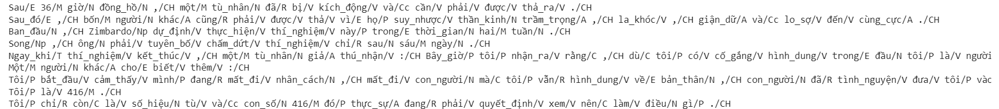 Sau/E 36/M giờ/N đồng_hồ/N ,/CH một/M tù_nhân/N đã/R bị/V kích_động/V và/Cc cần/V phải/V được/V thả_ra/V ./CH
Sau_đó/E ,/CH bốn/M người/N khác/A cũng/R phải/V được/V thả/V vì/E họ/P suy_nhược/V thần_kinh/N trầm_trọng/A ,/CH la_khóc/V ,/CH giận_dữ/A và/Cc lo_sợ/V đến/V cùng_cực/A ./CH
Ban_đầu/N ,/CH Zimbardo/Np dự_định/V thực_hiện/V thí_nghiệm/V này/P trong/E thời_gian/N hai/M tuần/N ./CH
Song/Np ,/CH ông/N phải/V tuyên_bố/V chấm_dứt/V thí_nghiệm/V chỉ/R sau/N sáu/M ngày/N ./CH
Ngay_khi/T thí_nghiệm/V kết_thúc/V ,/CH một/M tù_nhân/N giả/A thú_nhận/V :/CH Bây_giờ/P tôi/P nhận_ra/V rằng/C ,/CH dù/C tôi/P có/V cố_gắng/V hình_dung/V trong/E đầu/N tôi/P là/V người
Một/M người/N khác/A cho/E biết/V thêm/V :/CH
Tôi/P bắt_đầu/V cảm_thấy/V mình/P đang/R mất_đi/V nhân_cách/N ,/CH mất_đi/V con_người/N mà/C tôi/P vẫn/R hình_dung/V về/E bản_thân/N ,/CH con_người/N đã/R tình_nguyện/V đưa/V tôi/P vào
Tôi/P là/V 416/M ./CH
Tôi/P chỉ/R còn/C là/V số_hiệu/N tù/V và/Cc con_số/N 416/M đó/P thực_sự/A đang/R phải/V quyết_định/V xem/V nên/C làm/V điều/N gì/P ./CH